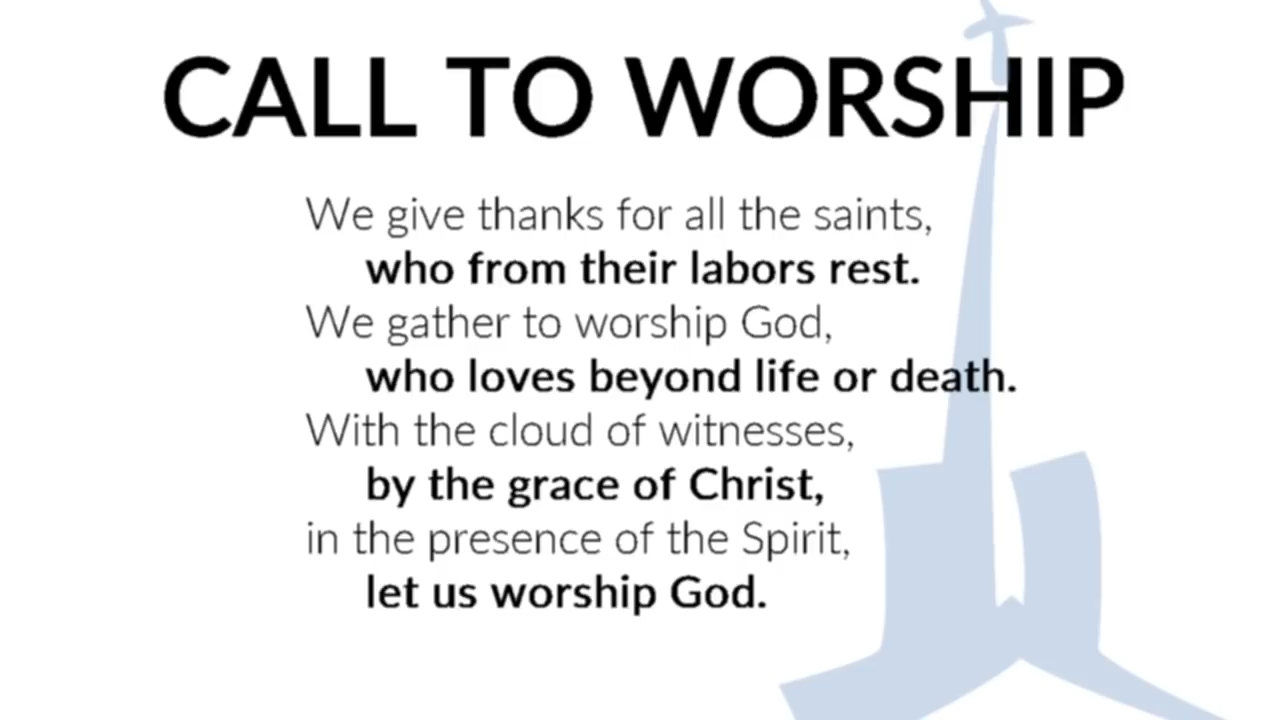 CALL TO WORSHIP
We give thanks for all the saints,
who from their labors rest.
We gather to worship God,
who loves beyond life or death.
With the cloud of witnesses,
by the grace of Christ,
in the presence of the Spirit,
let us worship God.